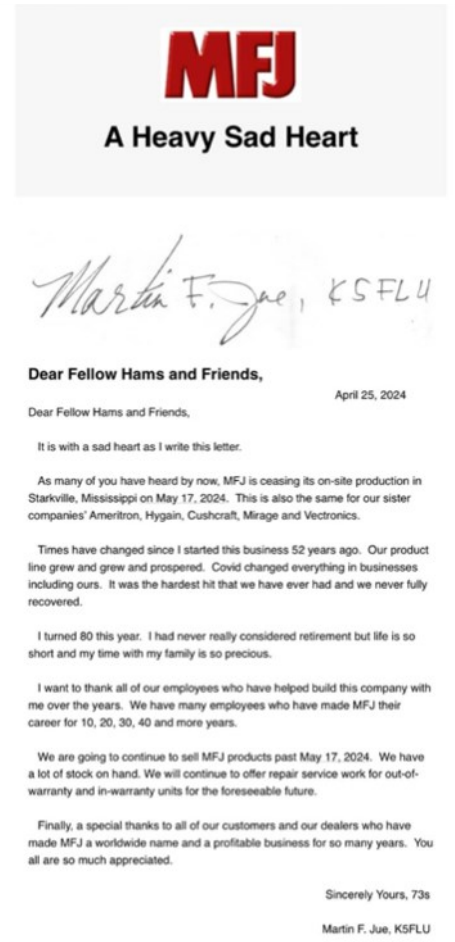 MFJ
A Heavy Sad Heart
Martin F. Jue, K5FLU
Dear Fellow Hams and Friends,
April 25, 2024
Dear Fellow Hams and Friends,
It is with a sad heart as I write this letter.
As many of you have heard by now, MFJ is ceasing its on-site production in
Starkville, Mississippi on May 17, 2024. This is also the same for our sister
companies' Ameritron, Hygain, Cushcraft, Mirage and Vectronics.
Times have changed since I started this business 52 years ago. Our product
line grew and grew and prospered. Covid changed everything in businesses
including ours. It was the hardest hit that we have ever had and we never fully
recovered.
I turned 80 this year. I had never really considered retirement but life is so
short and my time with my family is so precious.
I want to thank all of our employees who have helped build this company with
me over the years. We have many employees who have made MFJ their
career for 10, 20, 30, 40 and more years.
We are going to continue to sell MFJ products past May 17, 2024. We have
a lot of stock on hand. We will continue to offer repair service work for out-of-
warranty and in-warranty units for the foreseeable future.
Finally, a special thanks to all of our customers and our dealers who have
made MFJ a worldwide name and a profitable business for so many years. You
all are so much appreciated.
Sincerely Yours, 73s
Martin F. Jue, K5FLU